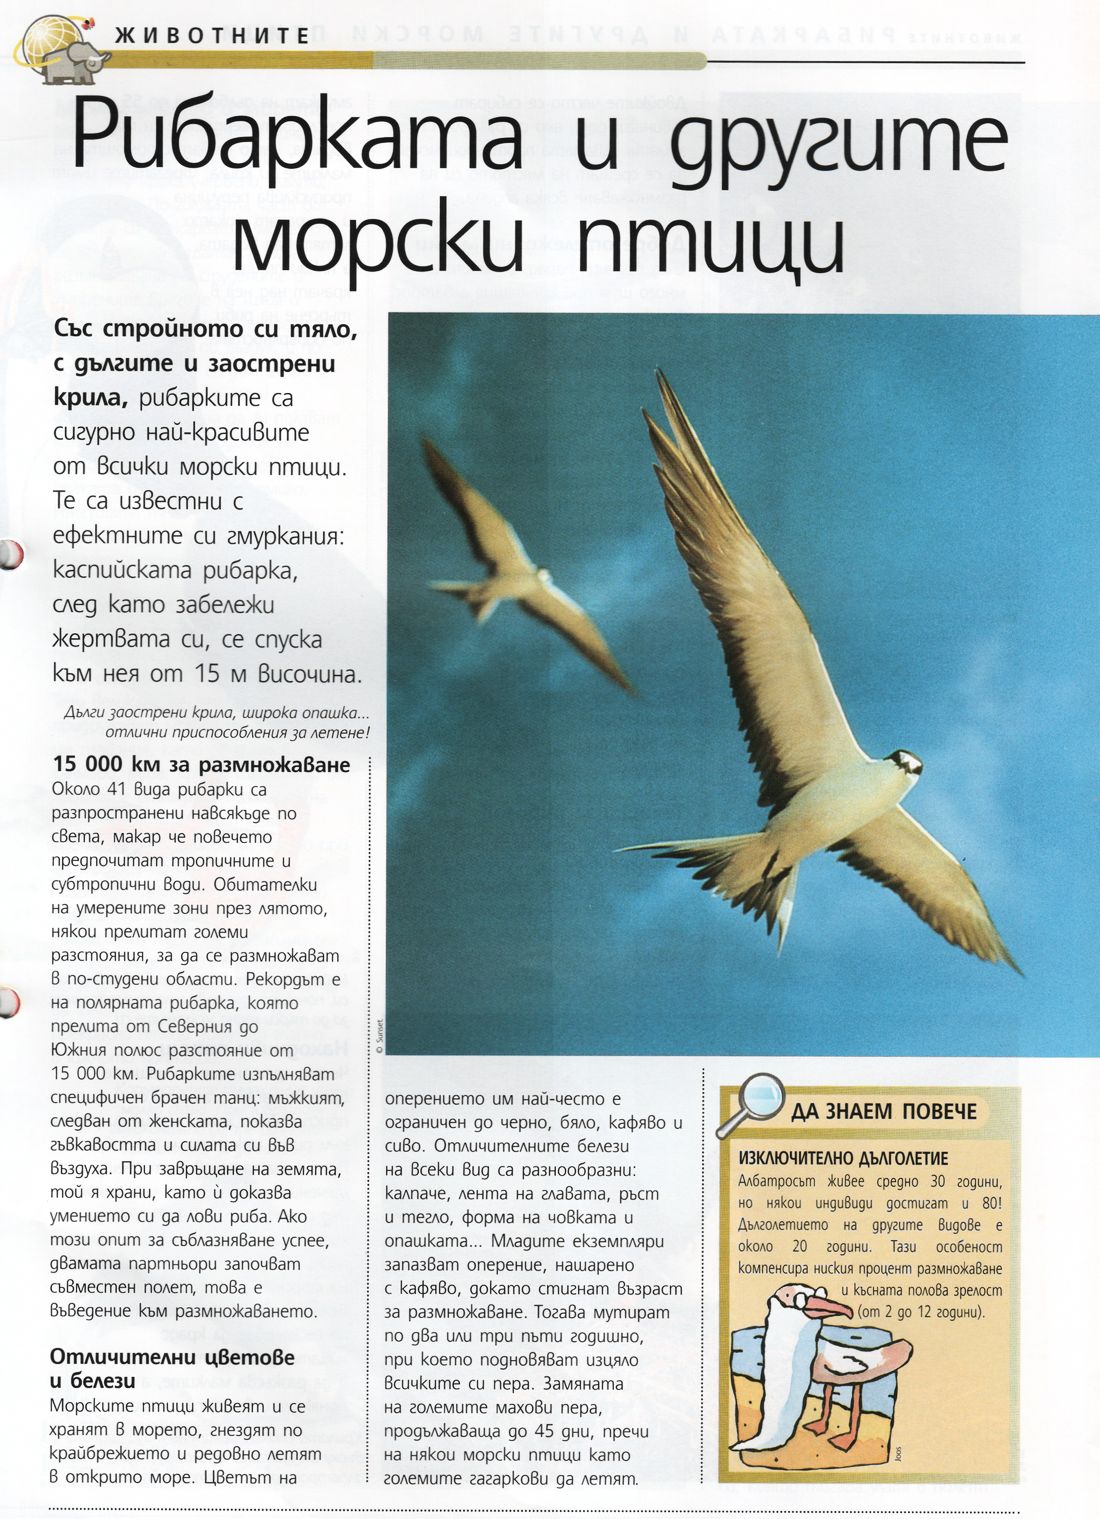 ЖИВОТНИТЕ
Рибарката и другите
морски птици
Със стройното си тяло,
с дългите и заострени
крила, рибарките са
сигурно най-красивите
от всички морски птици.
Те са известни с
ефектните си гмуркания:
каспийската рибарка,
след като забележи
жертвата си, се спуска
към нея от 15 м височина.
Дълги заострени крила, широка опашка...
отлични приспособления за летене!
15 000 км за размножаване
Около 41 вида рибарки са
разпространени навсякъде по
света, макар че повечето
предпочитат тропичните и
субтропични води. Обитателки
на умерените зони през лятото,
някои прелитат големи
разстояния, за да се размножават
в по-студени области. Рекордът е
на полярната рибарка, която
прелита от Северния до
Южния полюс разстояние от
15 000 км. Рибарките изпълняват
специфичен брачен танц: мъжкият,
следван от женската, показва
гъвкавостта и силата си във
въздуха. При завръщане на земята,
той я храни, като ѝ доказва
умението си да лови риба. Ако
този опит за съблазняване успее,
двамата партньори започват
съвместен полет, това е
въведение към размножаването.
Отличителни цветове
и белези
Морските птици живеят и се
хранят в морето, гнездят по
крайбрежието и редовно летят
в открито море. Цветът на
© Sunset
оперението им най-често е
ограничен до черно, бяло, кафяво и
сиво. Отличителните белези
на всеки вид са разнообразни:
калпаче, лента на главата, ръст
и тегло, форма на човката и
опашката... Младите екземпляри
запазват оперение, нашарено
с кафяво, докато стигнат възраст
за размножаване. Тогава мутират
по два или три пъти годишно,
при което подновяват изцяло
всичките си пера. Замяната
на големите махови пера,
продължаваща до 45 дни, пречи
на някои морски птици като
големите гагаркови да летят.
ДА ЗНАЕМ ПОВЕЧЕ
ИЗКЛЮЧИТЕЛНО ДЪЛГОЛЕТИЕ
Албатросът живее средно 30 години,
но някои индивиди достигат и 80!
Дълголетието на другите видове е
около 20 години. Тази особеност
компенсира ниския процент размножаване
и късната полова зрелост
(от 2 до 12 години).
Joos